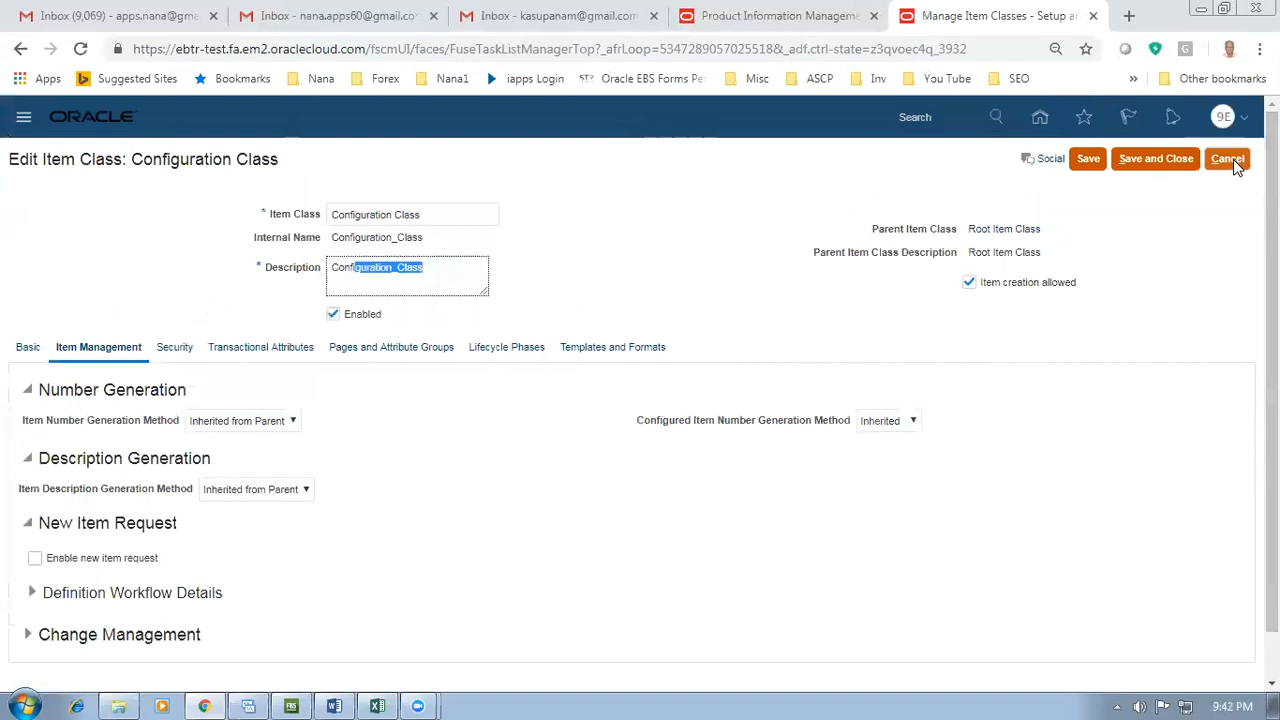 Inbox (9,069) - apps.nana@gma
Inbox - nana.apps60@gmail.com
Inbox - kasupanam@gmail.com
Product Information Manageme
Manage Item Classes - Setup an
https://ebtr-test.fa.em2.oraclecloud.com/fscmUI/faces/FuseTaskListManagerTop?_afrLoop=53472890570255188&_adf.ctrl-state=z3qvoec4q_3932
Apps
Suggested Sites
Bookmarks
Nana
Forex
Nana1
iapps Login
Oracle EBS Forms Pe
Misc
ASCP
Inv
You Tube
SEO
»
Other bookmarks
ORACLE
Search
9E
Edit Item Class: Configuration Class
Social
Save
Save and Close
Cancel
* Item Class
Configuration Class
Internal Name
Configuration_Class
* Description
Configuration_Class
Enabled
Parent Item Class
Root Item Class
Parent Item Class Description
Root Item Class
Item creation allowed
Basic
Item Management
Security
Transactional Attributes
Pages and Attribute Groups
Lifecycle Phases
Templates and Formats
Number Generation
Item Number Generation Method
Inherited from Parent
Configured Item Number Generation Method
Inherited
Description Generation
Item Description Generation Method
Inherited from Parent
New Item Request
Enable new item request
Definition Workflow Details
Change Management
9:42 PM